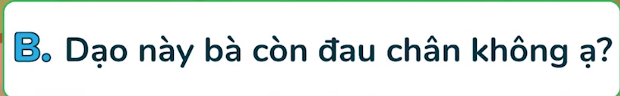 B. Dạo này bà còn đau chân không ạ?